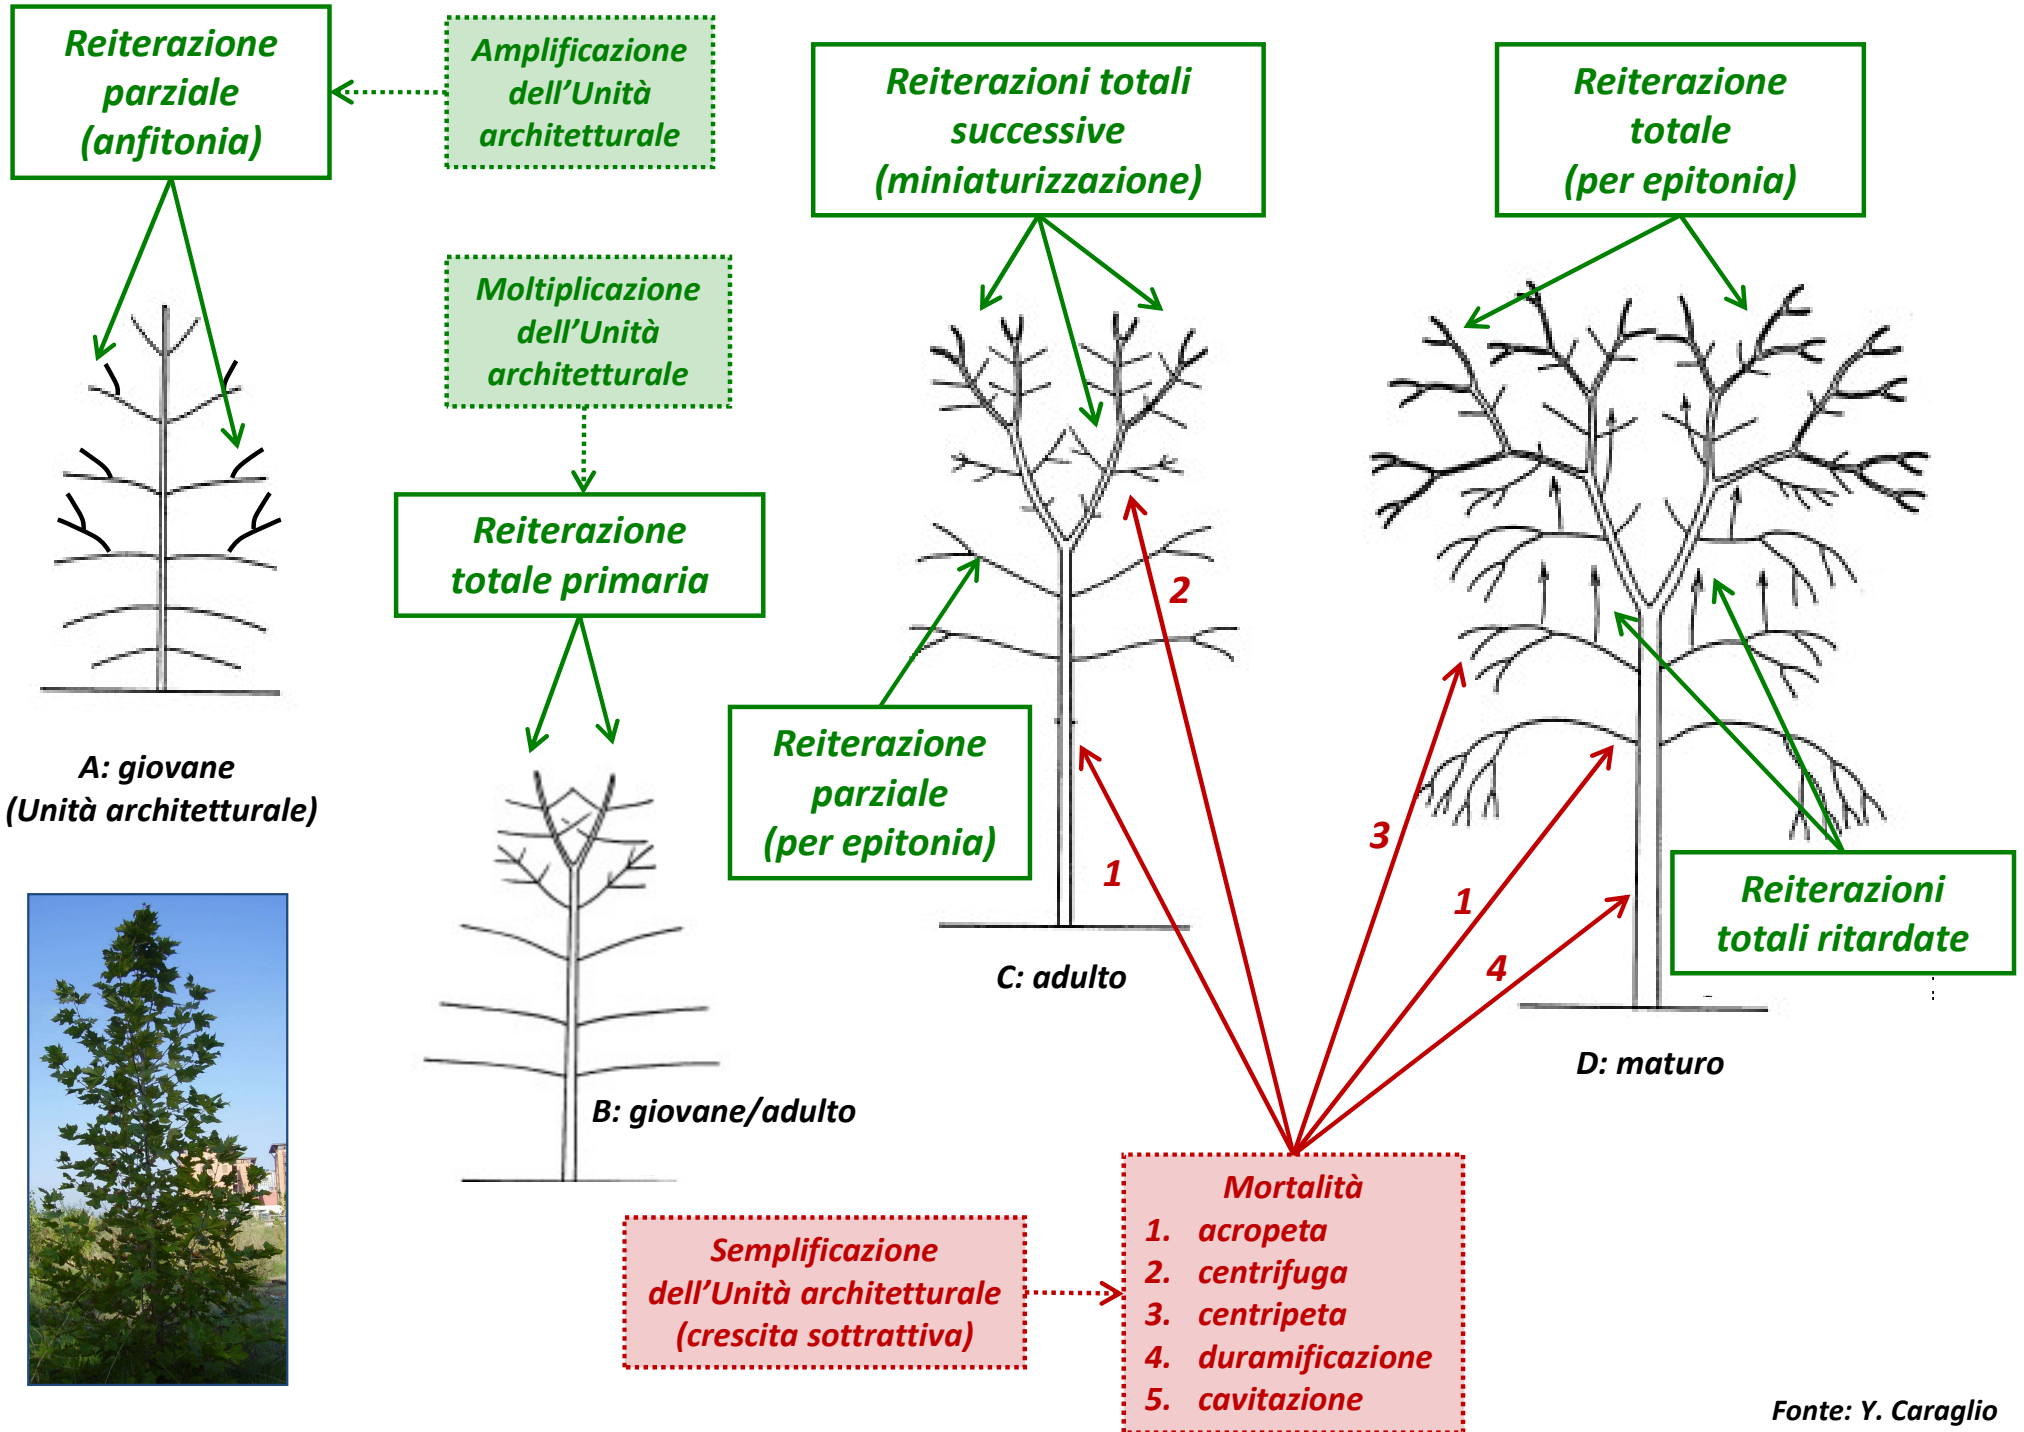 Reiterazione
parziale
(anfitonia)
Amplificazione
dell'Unità
architetturale
Reiterazioni totali
successive
(miniaturizzazione)
Reiterazione
totale
(per epitonia)
Moltiplicazione
dell'Unità
architetturale
Reiterazione
totale primaria
2
Reiterazione
parziale
(per epitonia)
A: giovane
(Unità architetturale)
1
3
1
4
Reiterazioni
totali ritardate
C: adulto
D: maturo
B: giovane/adulto
Semplificazione
dell'Unità architetturale
(crescita sottrattiva)
Mortalità
1. acropeta
2. centrifuga
3. centripeta
4. duramificazione
5. cavitazione
Fonte: Y. Caraglio